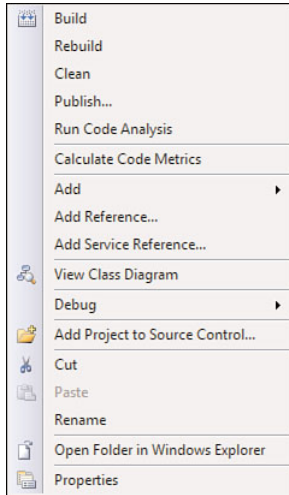 Build
Rebuild
Clean
Publish...
Run Code Analysis
Calculate Code Metrics
Add
Add Reference...
Add Service Reference...
View Class Diagram
Debug
Add Project to Source Control...
Cut
Paste
Rename
Open Folder in Windows Explorer
Properties